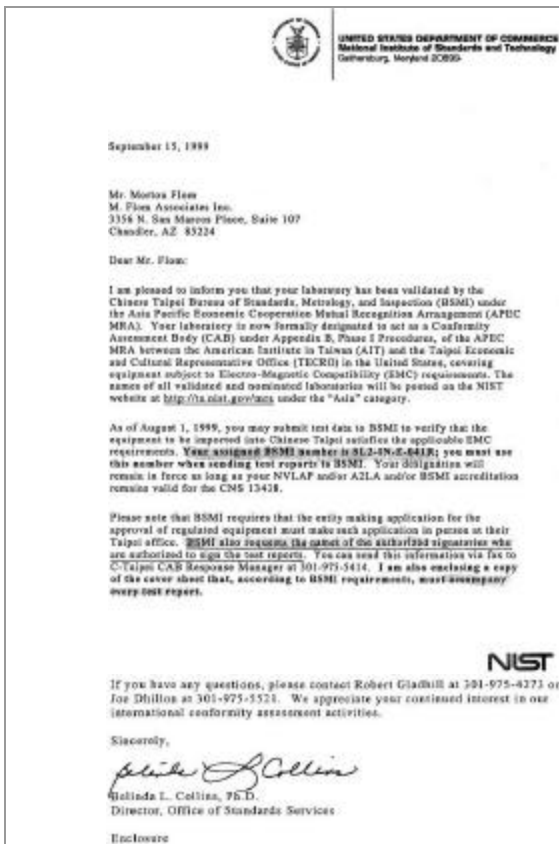 UNITED STATES DEPARTMENT OF COMMERCE
National Institute of Standards and Technology
Gaithersburg, Maryland 20899-
September 15, 1999
Mr. Morton Flom
M. Flom Associates Inc.
3356 N. San Marcos Place, Suite 107
Chandler, AZ 85224
Dear Mr. Flom:
I am pleased to inform you that your laboratory has been validated by the
Chinese Taipei Bureau of Standards, Metrology, and Inspection (BSMI) under
the Asia Pacific Economic Cooperation Mutual Recognition Arrangement (APEC
MRA). Your laboratory is now formally designated to act as a Conformity
Assessment Body (CAB) under Appendix B, Phase I Procedures, of the APEC
MRA between the American Institute in Taiwan (AIT) and the Taipei Economic
and Cultural Representative Office (TECRO) in the United States, covering
equipment subject to Electro-Magnetic Compatibility (EMC) requirements. The
names of all validated and nominated laboratories will be posted on the NIST
website at http://ts.nist.gov/mra under the "Asia" category.
As of August 1, 1999, you may submit test data to BSMI to verify that the
equipment to be imported into Chinese Taipei satisfies the applicable EMC
requirements. Your assigned BSMI number is SL2-IN-E-041R; you must use
this number when sending test reports to BSMI. Your designation will
remain in force as long as your NVLAP and/or A2LA and/or BSMI accreditation
remains valid for the CNS 13438.
Please note that BSMI requires that the entity making application for the
approval of regulated equipment must make such application in person at their
Taipei office. BSMI also requests the names of the authorized signatories who
are authorized to sign the test reports. You can send this information via fax to
C-Taipei CAB Response Manager at 301-975-5414. I am also enclosing a copy
of the cover sheet that, according to BSMI requirements, must accompany
every test report.
NIST
If you have any questions, please contact Robert Gladhill at 301-975-4273 or
Joe Dhillon at 301-975-5521. We appreciate your continued interest in our
international conformity assessment activities.
Sincerely,
Belinda L. Collins
Belinda L. Collins, Ph.D.
Director, Office of Standards Services
Enclosure